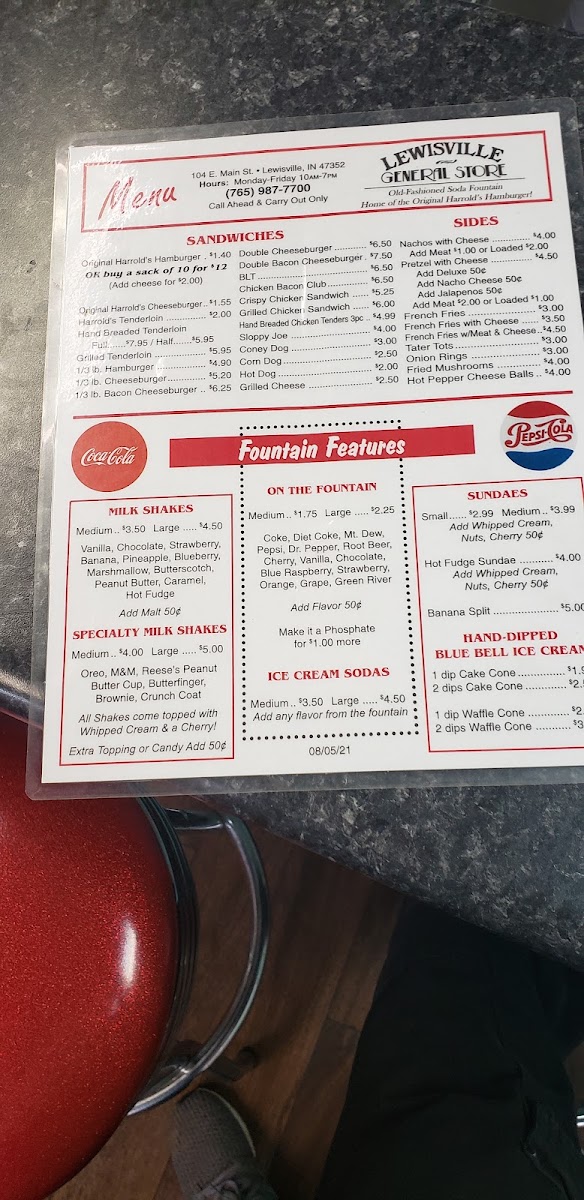 Menu
104 E. Main St. • Lewisville, IN 47352
Hours: Monday-Friday 10AM-7PM
(765) 987-7700
Call Ahead & Carry Out Only
LEWISVILLE
GENERAL STORE
Old-Fashioned Soda Fountain
Home of the Original Harrold's Hamburger!
SANDWICHES
Original Harrold's Hamburger . $1.40
OR buy a sack of 10 for $12
(Add cheese for $2.00)
Original Harrold's Cheeseburger .. $1.55
Harrold's Tenderloin ............... $2.00
Hand Breaded Tenderloin
Full ......$7.95 / Half......$5.95
Grilled Tenderloin ................. $5.95
1/3 lb. Hamburger ................ $4.90
1/3 lb. Cheeseburger ............ $5.20
1/3 lb. Bacon Cheeseburger .. $6.25
Double Cheeseburger ........... $6.50
Double Bacon Cheeseburger . $7.50
BLT ...................................... $6.50
Chicken Bacon Club ............. $6.50
Crispy Chicken Sandwich ...... $5.25
Grilled Chicken Sandwich ...... $6.00
Hand Breaded Chicken Tenders 3pc .. $4.99
Sloppy Joe ........................... $4.00
Coney Dog ........................... $3.00
Corn Dog .............................. $2.50
Hot Dog ................................ $2.00
Grilled Cheese ...................... $2.50
SIDES
Nachos with Cheese ............. $4.00
Add Meat $1.00 or Loaded $2.00
Pretzel with Cheese .............. $4.50
Add Deluxe 50¢
Add Nacho Cheese 50¢
Add Jalapenos 50¢
Add Meat $2.00 or Loaded $1.00
French Fries ......................... $3.00
French Fries with Cheese ...... $3.50
French Fries w/Meat & Cheese.. $4.50
Tater Tots ............................. $3.00
Onion Rings ......................... $3.00
Fried Mushrooms ................. $4.00
Hot Pepper Cheese Balls .. $4.00
Coca-Cola
Fountain Features
PEPSI-COLA
MILK SHAKES
Medium .. $3.50 Large ..... $4.50
Vanilla, Chocolate, Strawberry,
Banana, Pineapple, Blueberry,
Marshmallow, Butterscotch,
Peanut Butter, Caramel,
Hot Fudge
Add Malt 50¢
SPECIALTY MILK SHAKES
Medium .. $4.00 Large ..... $5.00
Oreo, M&M, Reese's Peanut
Butter Cup, Butterfinger,
Brownie, Crunch Coat
All Shakes come topped with
Whipped Cream & a Cherry!
Extra Topping or Candy Add 50¢
ON THE FOUNTAIN
Medium .. $1.75 Large ..... $2.25
Coke, Diet Coke, Mt. Dew,
Pepsi, Dr. Pepper, Root Beer,
Cherry, Vanilla, Chocolate,
Blue Raspberry, Strawberry,
Orange, Grape, Green River
Add Flavor 50¢
Make it a Phosphate
for $1.00 more
ICE CREAM SODAS
Medium .. $3.50 Large ..... $4.50
Add any flavor from the fountain
08/05/21
SUNDAES
Small ...... $2.99 Medium .. $3.99
Add Whipped Cream,
Nuts, Cherry 50¢
Hot Fudge Sundae ............ $4.00
Add Whipped Cream,
Nuts, Cherry 50¢
Banana Split ....................... $5.00
HAND-DIPPED
BLUE BELL ICE CREAM
1 dip Cake Cone ................ $1.
2 dips Cake Cone .............. $2.
1 dip Waffle Cone .............. $2.
2 dips Waffle Cone ........... $3